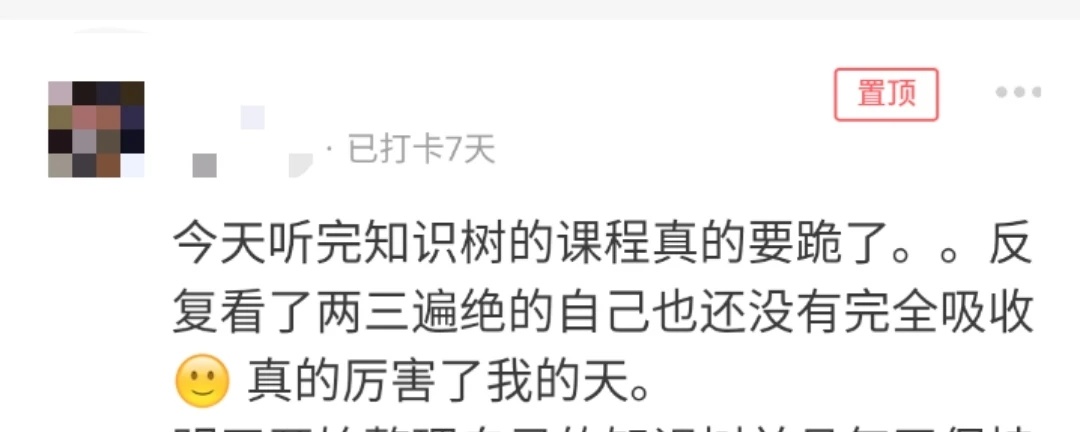 置顶
· 已打卡7天
今天听完知识树的课程真的要跪了。。反
复看了两三遍绝的自己也还没有完全吸收
🙂 真的厉害了我的天。